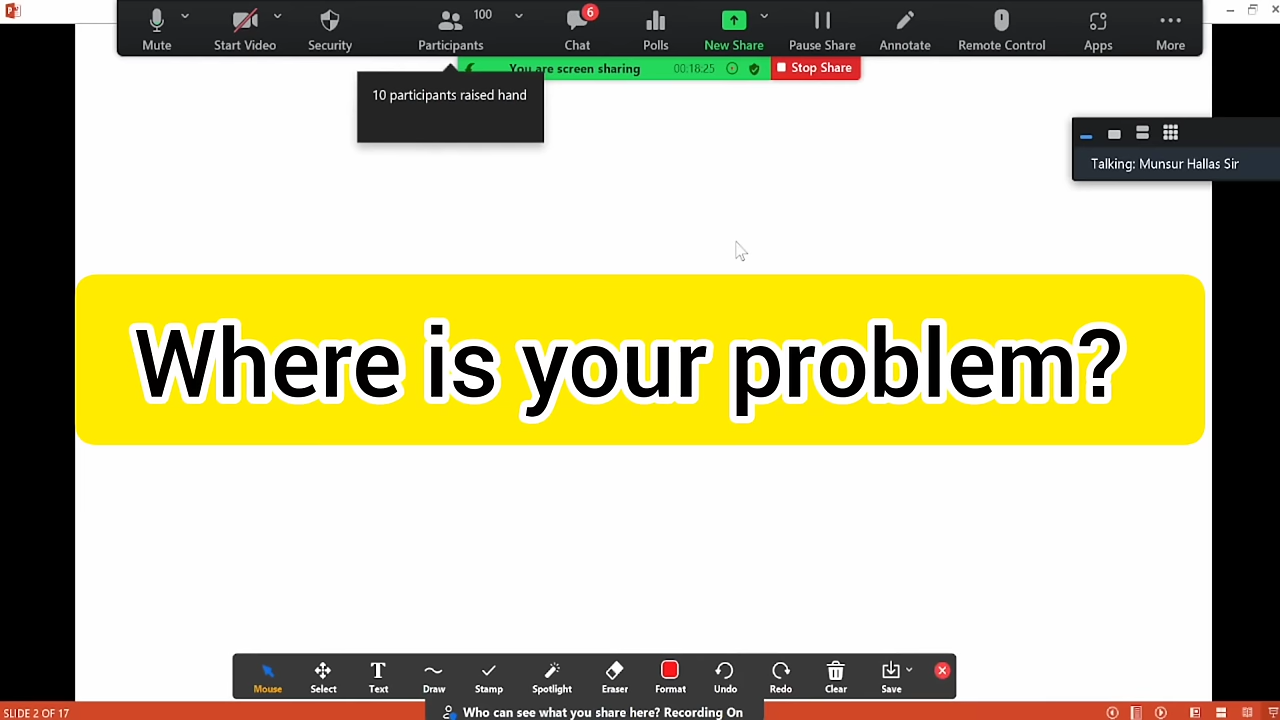 100
6
Mute
Start Video
Security
Participants
Chat
Polls
New Share
Pause Share
Annotate
Remote Control
Apps
More
You are screen sharing
00:18:25
Stop Share
10 participants raised hand
Talking: Munsur Hallas Sir
Where is your problem?
Mouse
Select
T
Text
Draw
Stamp
Spotlight
Eraser
Format
Undo
Redo
Clear
Save
Who can see what you share here? Recording On
SLIDE 2 OF 17